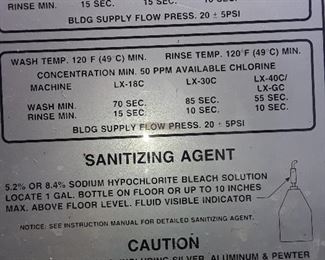 RINSE MIN. 15 SEC. 15 SEC. 10 SEC.
BLDG SUPPLY FLOW PRESS. 20 ± 5PSI
WASH TEMP. 120 F (49°C) MIN. RINSE TEMP. 120°F (49°C) MIN.
CONCENTRATION MIN. 50 PPM AVAILABLE CHLORINE
MACHINE LX-18C LX-30C LX-40C/
LX-GC
WASH MIN. 70 SEC. 85 SEC. 55 SEC.
RINSE MIN. 15 SEC. 10 SEC. 10 SEC.
BLDG SUPPLY FLOW PRESS. 20 ± 5PSI
SANITIZING AGENT
5.2% OR 8.4% SODIUM HYPOCHLORITE BLEACH SOLUTION
LOCATE 1 GAL. BOTTLE ON FLOOR OR UP TO 10 INCHES
MAX. ABOVE FLOOR LEVEL. FLUID VISIBLE INDICATOR
NOTICE: SEE INSTRUCTION MANUAL FOR DETAILED SANITIZING AGENT.
CAUTION
INCLUDING SILVER, ALUMINUM & PEWTER